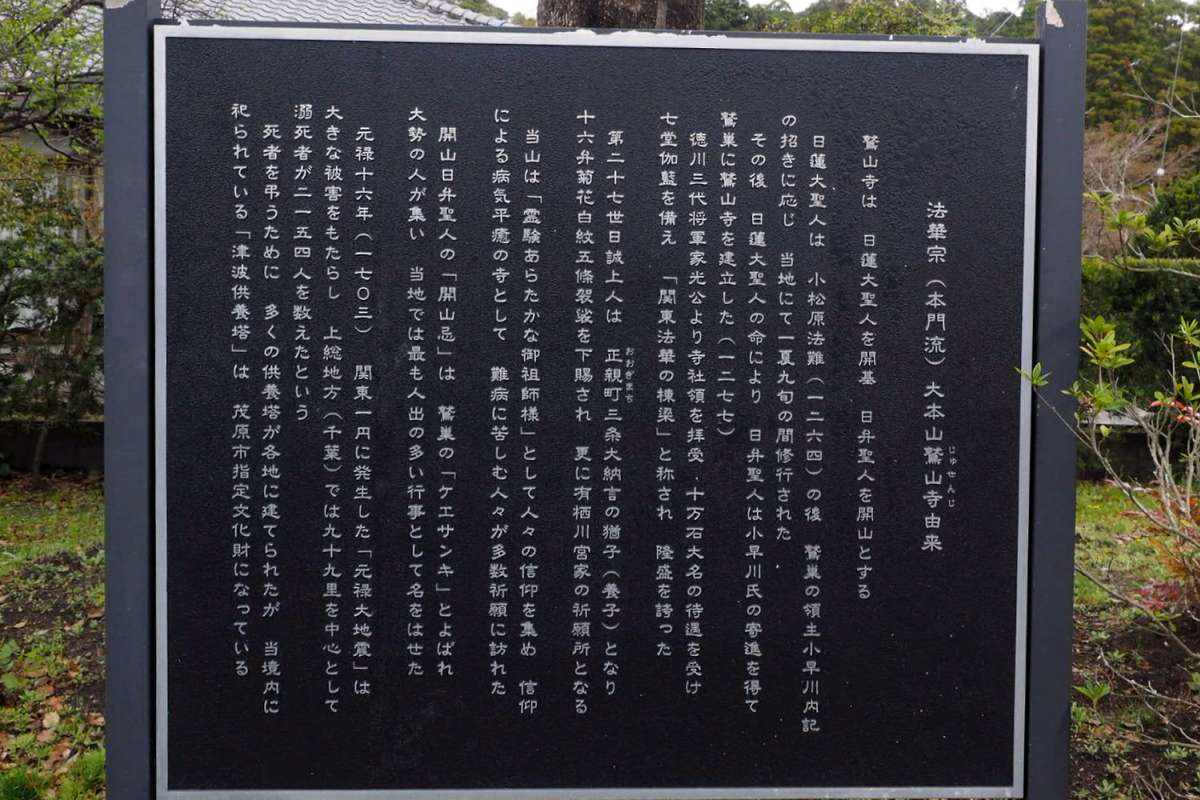 法華宗（本門流）大本山鷲山寺由来
じゅせんじ
鷲山寺は　日蓮大聖人を開基　日弁聖人を開山とする
日蓮大聖人は　小松原法難（一二六四）の後　鷲巣の領主小早川内記
の招きに応じ　当地にて一夏九旬の間修行された
その後　日蓮大聖人の命により　日弁聖人は小早川氏の寄進を得て
鷲巣に鷲山寺を建立した（一二七七）
徳川三代将軍家光公より寺社領を拝受、十万石大名の待遇を受け
七堂伽藍を備え　「関東法華の棟梁」と称され　隆盛を誇った
第二十七世日誠上人は　正親町三条大納言の猶子（養子）となり
おおぎまち
十六弁菊花白紋五條袈裟を下賜され　更に有栖川宮家の祈願所となる
当山は「霊験あらたかな御祖師様」として人々の信仰を集め　信仰
による病気平癒の寺として　難病に苦しむ人々が多数祈願に訪れた
開山日弁聖人の「開山忌」は　鷲巣の「ケエサンキ」とよばれ
大勢の人が集い　当地では最も人出の多い行事として名をはせた
元禄十六年（一七〇三）　関東一円に発生した「元禄大地震」は
大きな被害をもたらし　上総地方（千葉）では九十九里を中心として
溺死者が二一五四人を数えたという
死者を弔うために　多くの供養塔が各地に建てられたが　当境内に
祀られている「津波供養塔」は　茂原市指定文化財になっている